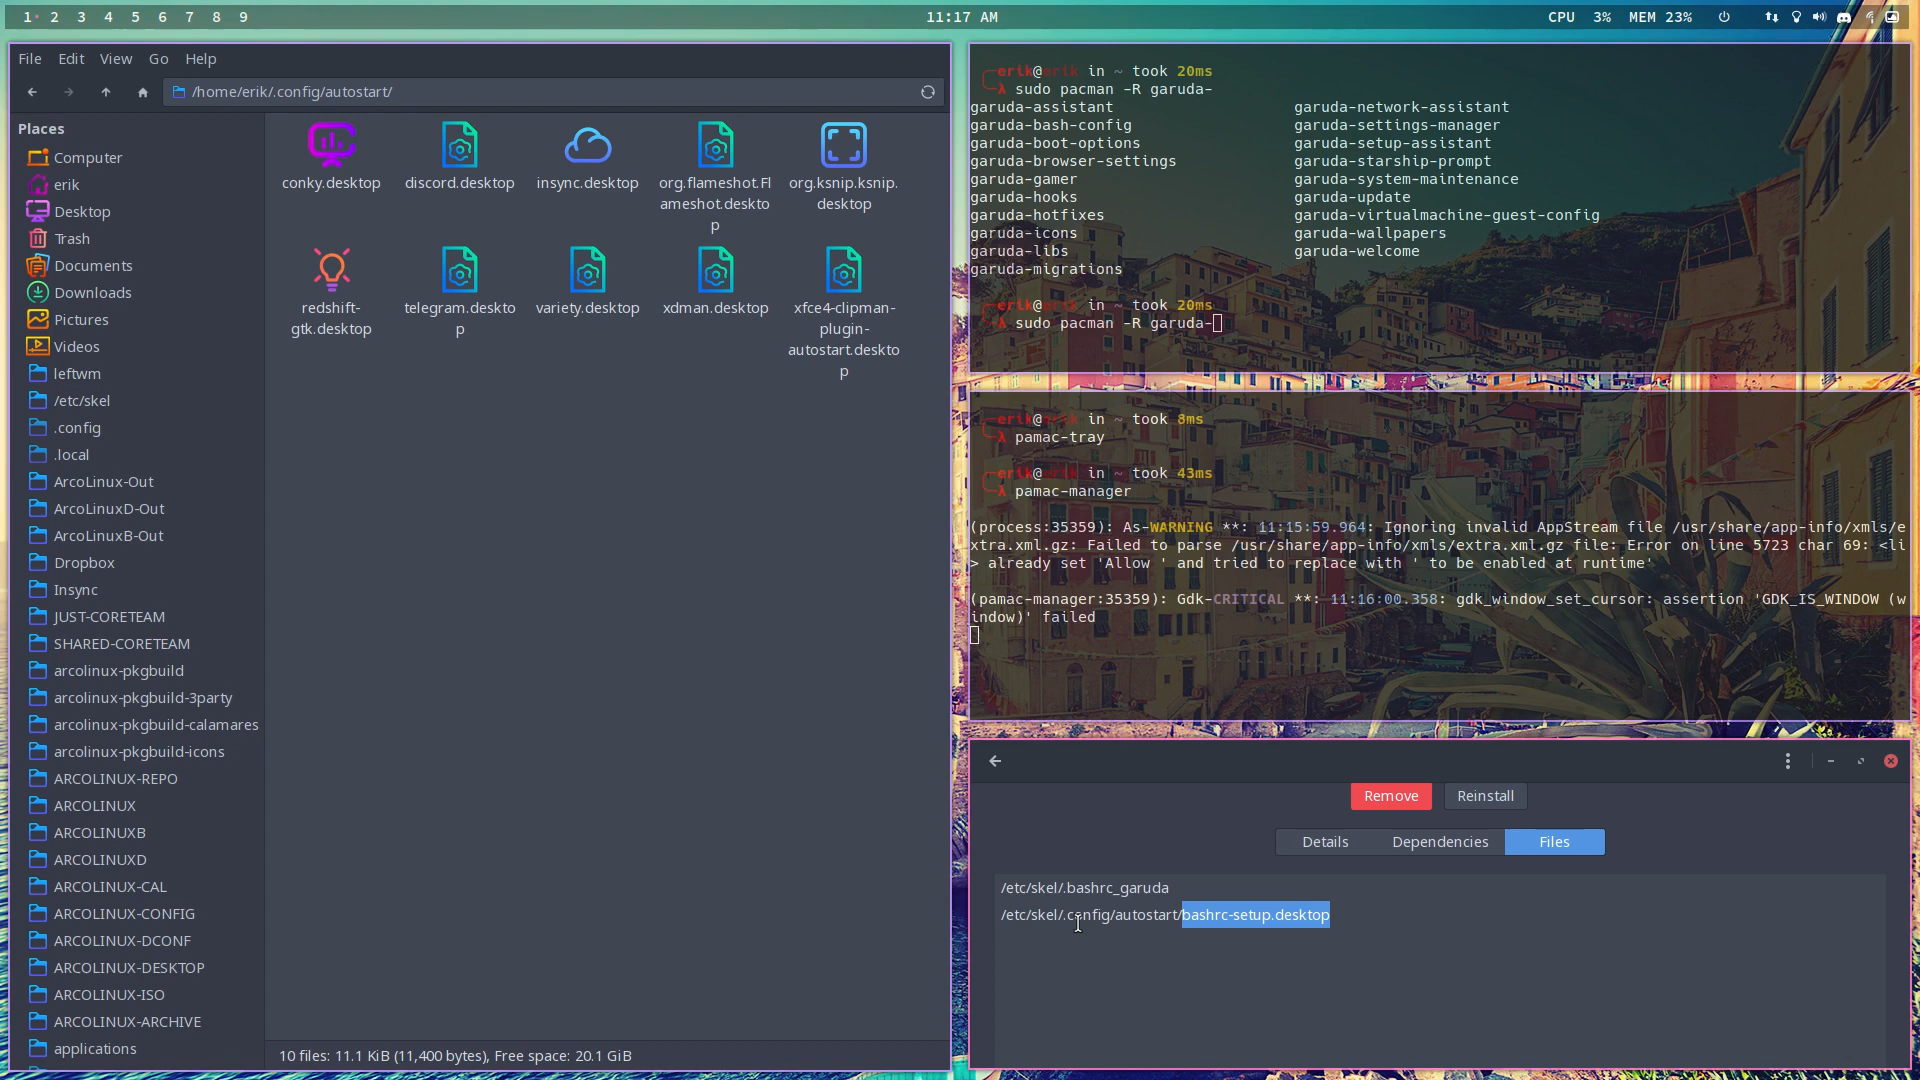 1 2 3 4 5 6 7 8 9
11:17 AM
CPU 3% MEM 23%
File Edit View Go Help
/home/erik/.config/autostart/
Places
Computer
erik
Desktop
Trash
Documents
Downloads
Pictures
Videos
leftwm
/etc/skel
.config
.local
ArcoLinux-Out
ArcoLinuxD-Out
ArcoLinuxB-Out
Dropbox
Insync
JUST-CORETEAM
SHARED-CORETEAM
arcolinux-pkgbuild
arcolinux-pkgbuild-3party
arcolinux-pkgbuild-calamares
arcolinux-pkgbuild-icons
ARCOLINUX-REPO
ARCOLINUX
ARCOLINUXB
ARCOLINUXD
ARCOLINUX-CAL
ARCOLINUX-CONFIG
ARCOLINUX-DCONF
ARCOLINUX-DESKTOP
ARCOLINUX-ISO
ARCOLINUX-ARCHIVE
applications
conky.desktop
discord.desktop
insync.desktop
org.flameshot.Fl
ameshot.deskto
p
org.ksnip.ksnip.
desktop
redshift-
gtk.desktop
telegram.deskto
p
variety.desktop
xdman.desktop
xfce4-clipman-
plugin-
autostart.deskto
p
10 files: 11.1 KiB (11,400 bytes), Free space: 20.1 GiB
erik@erik in ~ took 20ms
λ sudo pacman -R garuda-
garuda-assistant garuda-network-assistant
garuda-bash-config garuda-settings-manager
garuda-boot-options garuda-setup-assistant
garuda-browser-settings garuda-starship-prompt
garuda-gamer garuda-system-maintenance
garuda-hooks garuda-update
garuda-hotfixes garuda-virtualmachine-guest-config
garuda-icons garuda-wallpapers
garuda-libs garuda-welcome
garuda-migrations
erik@erik in ~ took 20ms
λ sudo pacman -R garuda-
erik@erik in ~ took 8ms
λ pamac-tray
erik@erik in ~ took 43ms
λ pamac-manager
(process:35359): As-WARNING **: 11:15:59.964: Ignoring invalid AppStream file /usr/share/app-info/xmls/e
xtra.xml.gz: Failed to parse /usr/share/app-info/xmls/extra.xml.gz file: Error on line 5723 char 69: <li
> already set 'Allow ' and tried to replace with ' to be enabled at runtime'
(pamac-manager:35359): Gdk-CRITICAL **: 11:16:00.358: gdk_window_set_cursor: assertion 'GDK_IS_WINDOW (w
indow)' failed
Remove Reinstall
Details Dependencies Files
/etc/skel/.bashrc_garuda
/etc/skel/.config/autostart/bashrc-setup.desktop